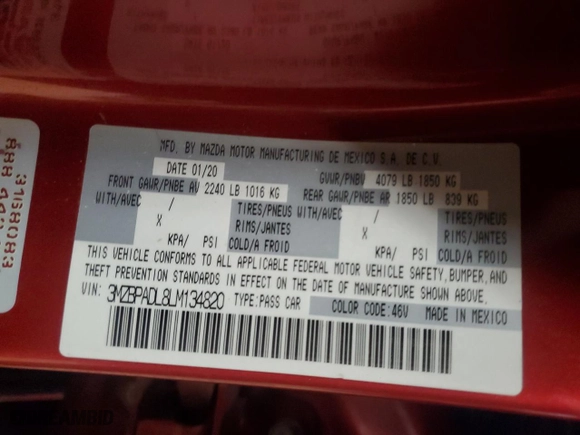 MFD. BY MAZDA MOTOR MANUFACTURING DE MEXICO S.A. DE C.V.
DATE 01/20 GVWR/PNBV 4079 LB 1850 KG
FRONT GAWR/PNBE AV 2240 LB 1016 KG REAR GAWR/PNBE AR 1850 LB 839 KG
WITH/AVEC / TIRES/PNEUS WITH/AVEC / TIRES/PNEUS
X RIMS/JANTES X RIMS/JANTES
KPA/ PSI COLD/A FROID KPA/ PSI COLD/A FROID
THIS VEHICLE CONFORMS TO ALL APPLICABLE FEDERAL MOTOR VEHICLE SAFETY, BUMPER, AND
THEFT PREVENTION STANDARDS IN EFFECT ON THE DATE OF MANUFACTURE SHOWN ABOVE.
VIN: 3MZBPADL8LM134820 TYPE:PASS CAR COLOR CODE:46V MADE IN MEXICO
3168083